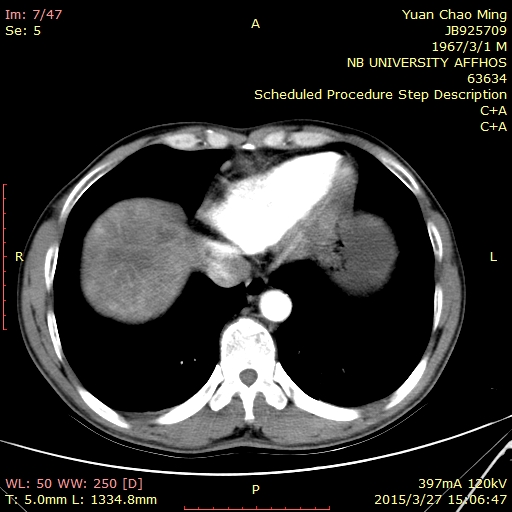 Im: 7/47
Se: 5
A
Yuan Chao Ming
JB925709
1967/3/1 M
NB UNIVERSITY AFFHOS
63634
Scheduled Procedure Step Description
C+A
C+A
R
L
WL: 50 WW: 250 [D]
T: 5.0mm L: 1334.8mm
P
397mA 120kV
2015/3/27 15:06:47